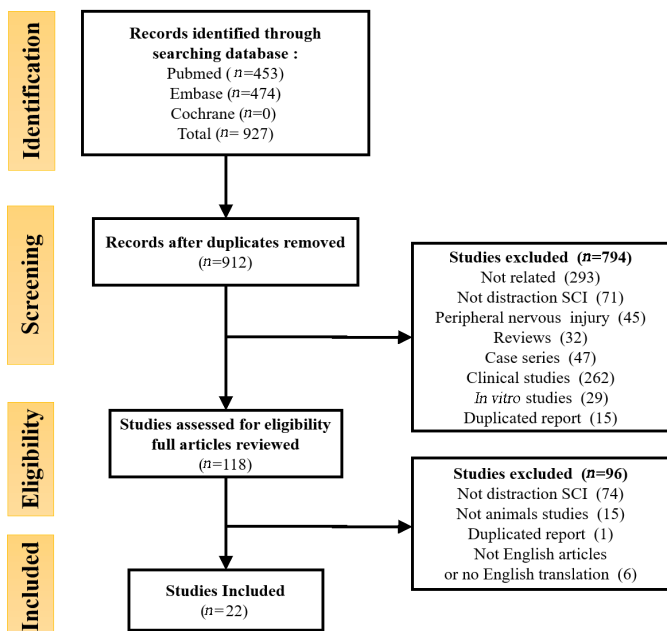 Identification
Records identified through
searching database :
Pubmed ( n=453)
Embase (n=474)
Cochrane (n=0)
Total (n= 927)
Screening
Records after duplicates removed
(n=912)
Studies excluded (n=794)
Not related (293)
Not distraction SCI (71)
Peripheral nervous injury (45)
Reviews (32)
Case series (47)
Clinical studies (262)
In vitro studies (29)
Duplicated report (15)
Eligibility
Studies assessed for eligibility
full articles reviewed
(n=118)
Studies excluded (n=96)
Not distraction SCI (74)
Not animals studies (15)
Duplicated report (1)
Not English articles
or no English translation (6)
Included
Studies Included
(n=22)